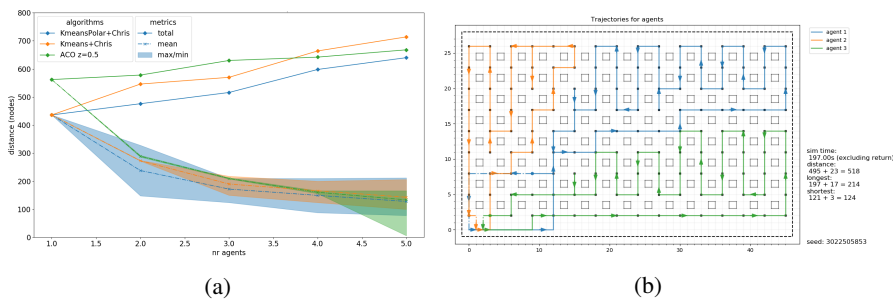 algorithms
KmeansPolar+Chris
Kmeans+Chris
ACO z=0.5
metrics
total
mean
max/min
distance (nodes)
800
700
600
500
400
300
200
100
0
1.0 1.5 2.0 2.5 3.0 3.5 4.0 4.5 5.0
nr agents
(a)
Trajectories for agents
agent 1
agent 2
agent 3
25
20
15
10
5
0
0 10 20 30 40
sim time:
197.00s (excluding return)
distance:
495 + 23 = 518
longest:
197 + 17 = 214
shortest:
121 + 3 = 124
seed: 3022505853
(b)